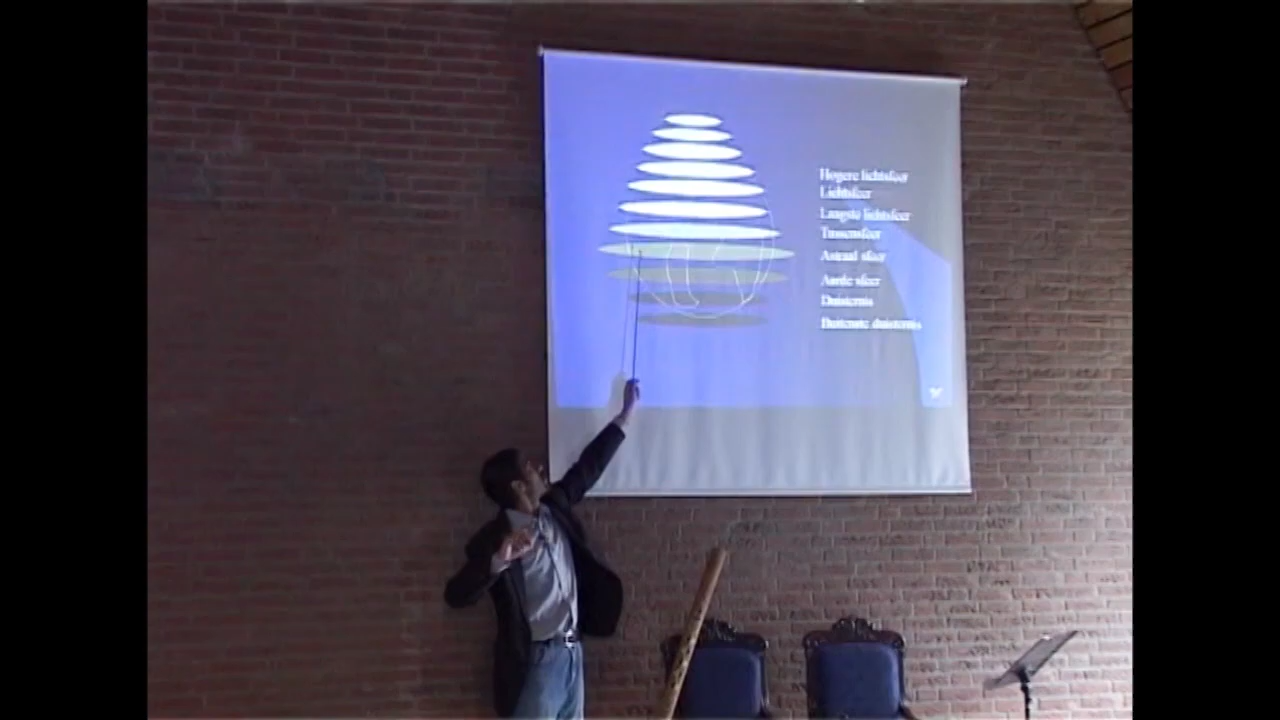 Hogere lichtsfeer
Lichtsfeer
Laagste lichtsfeer
Tussensfeer
Astraal sfeer
Aarde sfeer
Duisternis
Buitenste duisternis